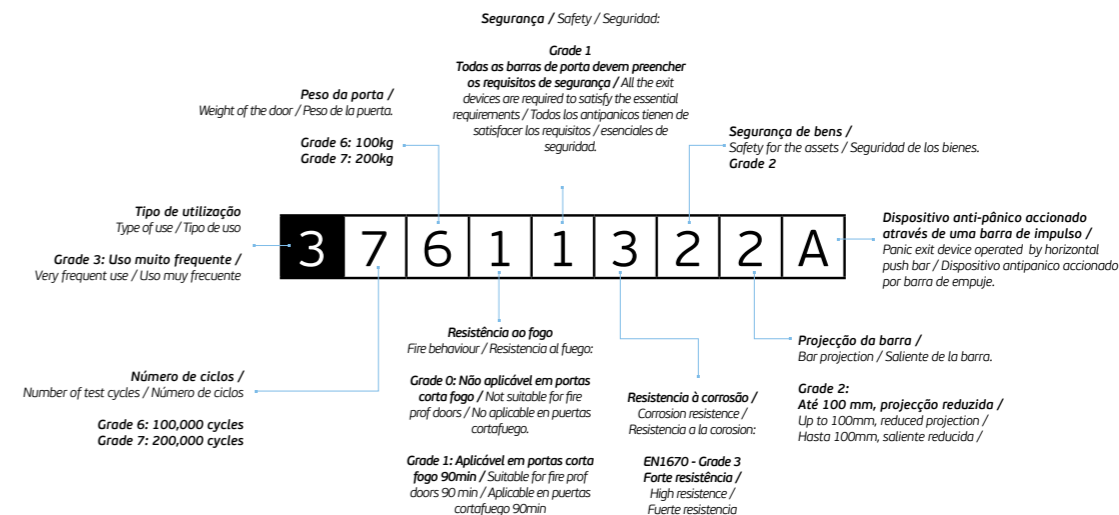 Segurança / Safety / Seguridad:
Grade 1
Todas as barras de porta devem preencher
os requisitos de segurança / All the exit
devices are required to satisfy the essential
requirements / Todos los antipanicos tienen de
satisfacer los requisitos / esenciales de
seguridad.
Peso da porta /
Weight of the door / Peso de la puerta.
Grade 6: 100kg
Grade 7: 200kg
Segurança de bens /
Safety for the assets / Seguridad de los bienes.
Grade 2
Tipo de utilização
Type of use / Tipo de uso
Grade 3: Uso muito frequente /
Very frequent use / Uso muy frecuente
3 7 6 1 1 3 2 2 A
Dispositivo anti-pânico accionado
através de uma barra de impulso /
Panic exit device operated by horizontal
push bar / Dispositivo antipanico accionado
por barra de empuje.
Número de ciclos /
Number of test cycles / Número de ciclos
Grade 6: 100,000 cycles
Grade 7: 200,000 cycles
Resistência ao fogo
Fire behaviour / Resistencia al fuego:
Grade 0: Não aplicável em portas
corta fogo / Not suitable for fire
prof doors / No aplicable en puertas
cortafuego.
Grade 1: Aplicável em portas corta
fogo 90min / Suitable for fire prof
doors 90 min / Aplicable en puertas
cortafuego 90min
Resistencia à corrosão /
Corrosion resistence /
Resistencia a la corosion:
EN1670 - Grade 3
Forte resistência /
High resistence /
Fuerte resistencia
Projecção da barra /
Bar projection / Saliente de la barra.
Grade 2:
Até 100 mm, projecção reduzida /
Up to 100mm, reduced projection /
Hasta 100mm, saliente reducida /